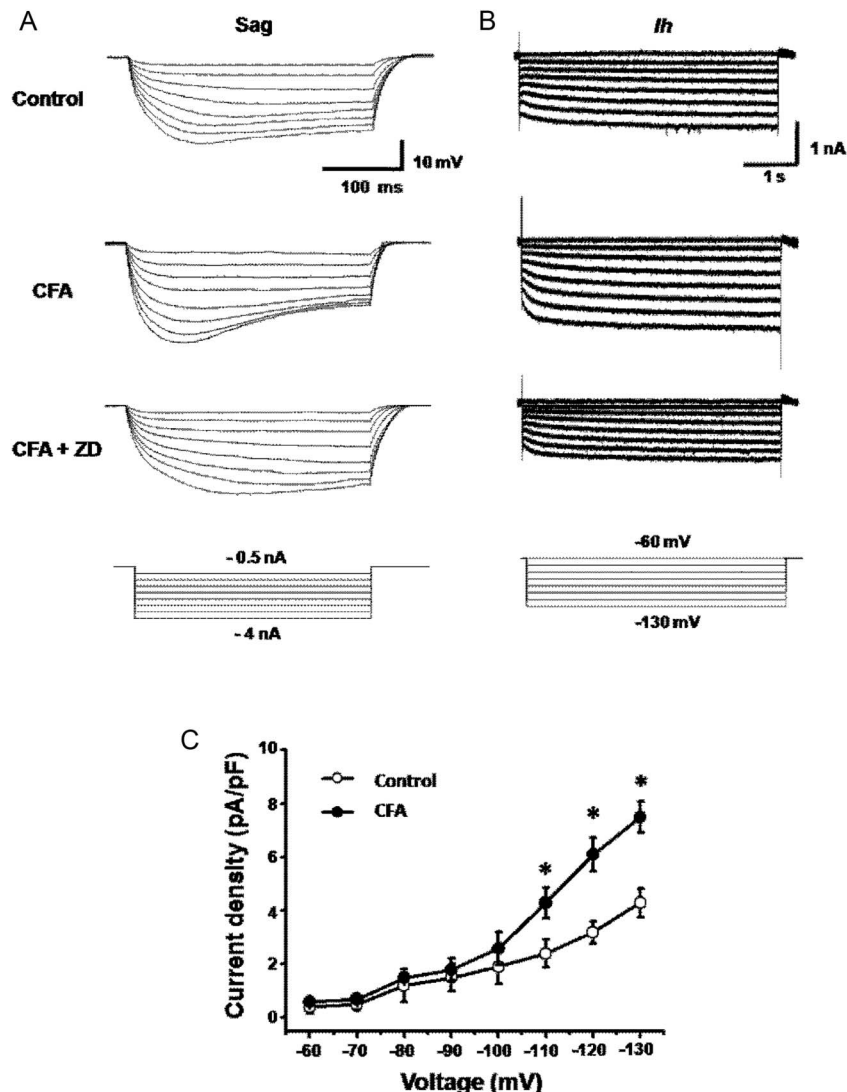 A
Sag
B
Ih
Control
10 mV
100 ms
1 nA
1 s
CFA
CFA + ZD
- 0.5 nA
- 4 nA
-60 mV
-130 mV
C
Current density (pA/pF)
10
8
6
4
2
0
Control
CFA
*
*
*
-60
-70
-80
-90
-100
-110
-120
-130
Voltage (mV)